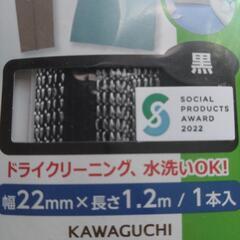 黒
SOCIAL
PRODUCTS
AWARD
2022
ドライクリーニング、水洗いOK!
幅22mm×長さ1.2m/1本入
KAWAGUCHI